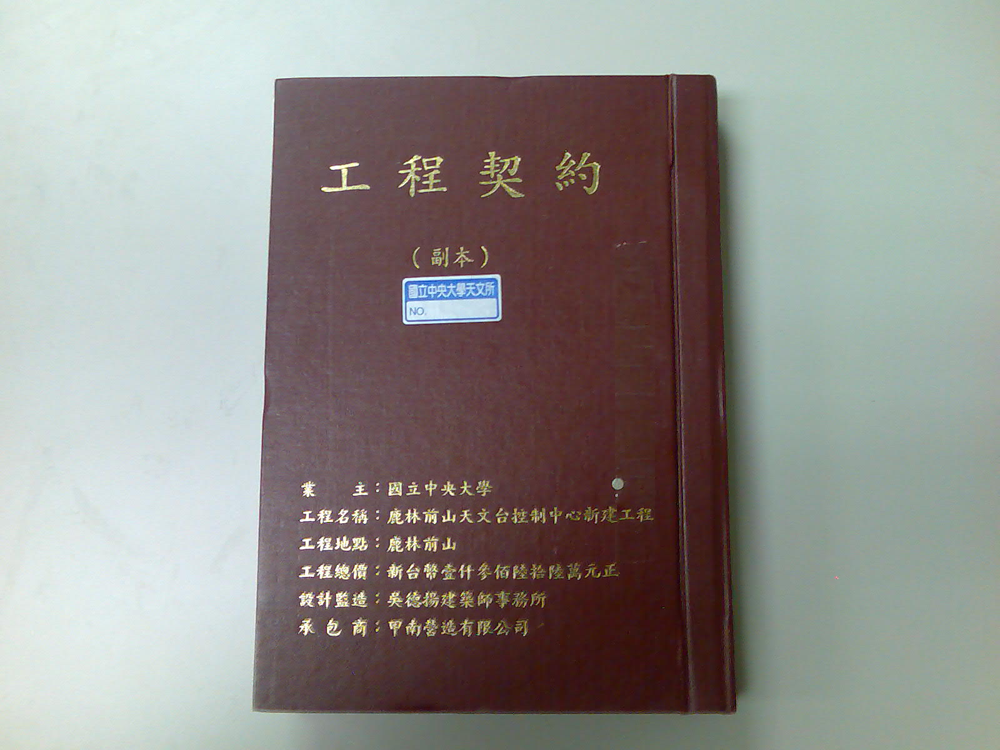 工程契約
(副本)
國立中央大學天文所
NO.
業主：國立中央大學
工程名稱：鹿林前山天文台控制中心新建工程
工程地點：鹿林前山
工程總價：新台幣壹仟參佰陸拾陸萬元正
設計監造：吳德揚建築師事務所
承包商：甲南營造有限公司